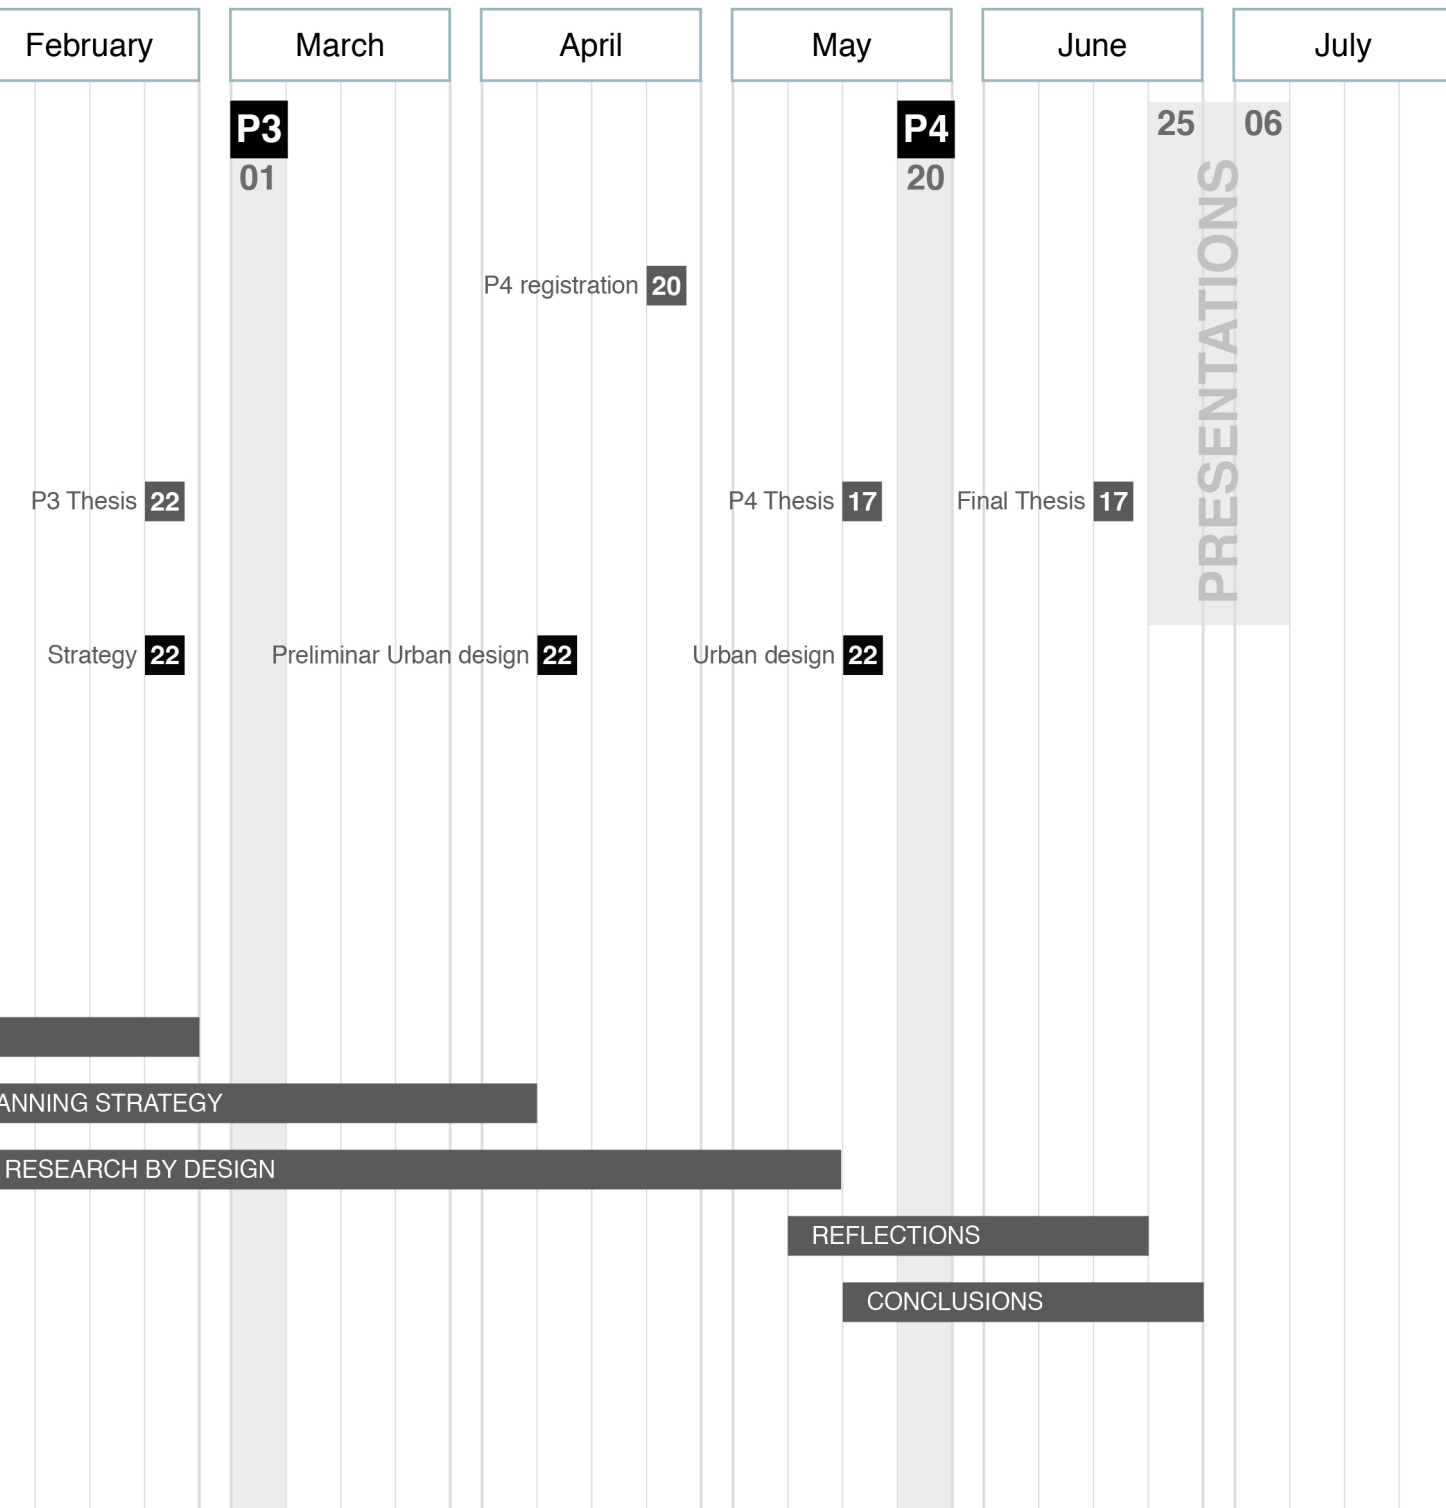 February March April May June July
P3 P4 25 06
01 20
PRESENTATIONS
P4 registration 20
P3 Thesis 22 P4 Thesis 17 Final Thesis 17
Strategy 22 Preliminar Urban design 22 Urban design 22
ANNING STRATEGY
RESEARCH BY DESIGN
REFLECTIONS
CONCLUSIONS